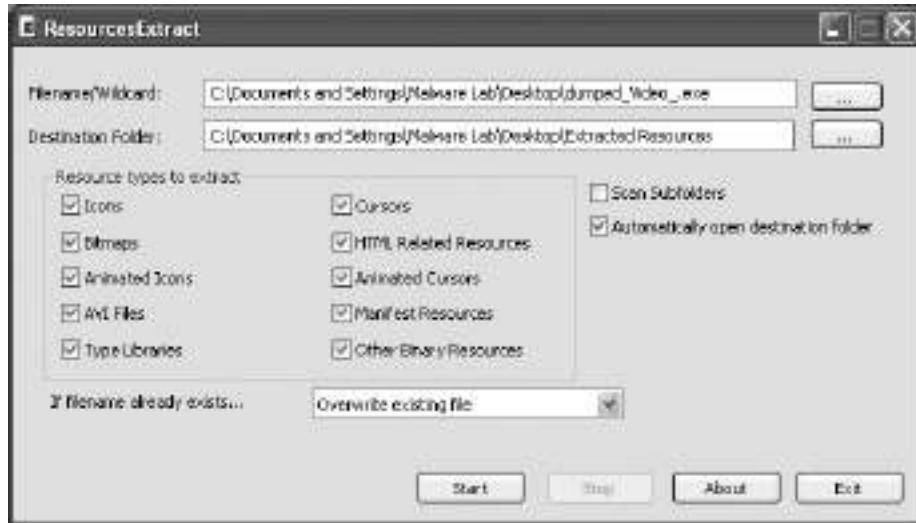 ResourcesExtract
Filename/Wildcard: C:\Documents and Settings\Malware Lab\Desktop\dumped_Video_.exe ...
Destination Folder: C:\Documents and Settings\Malware Lab\Desktop\Extracted Resources ...
Resource types to extract
Icons Cursors Scan Subfolders
Bitmaps HTML Related Resources Automatically open destination folder
Animated Icons Animated Cursors
AVI Files Manifest Resources
Type Libraries Other Binary Resources
If filename already exists... Overwrite existing file
Start Stop About Exit